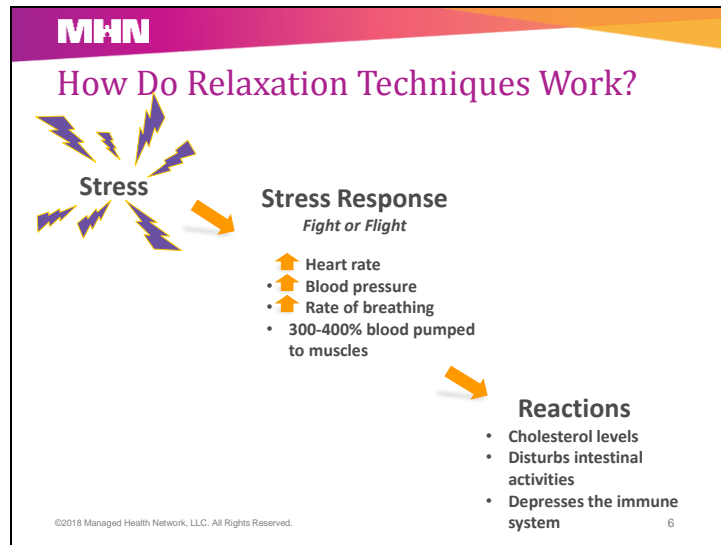 MHN
How Do Relaxation Techniques Work?
Stress
Stress Response
Fight or Flight
Heart rate
• Blood pressure
• Rate of breathing
• 300-400% blood pumped
to muscles
Reactions
• Cholesterol levels
• Disturbs intestinal
activities
• Depresses the immune
system
©2018 Managed Health Network, LLC. All Rights Reserved.
6